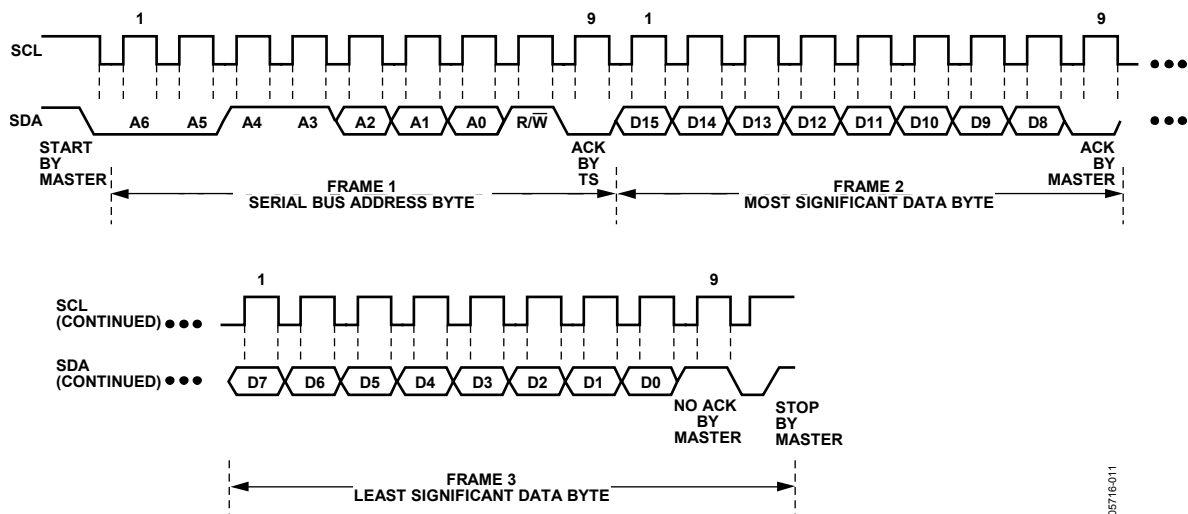 1 9 1 9
SCL
SDA A6 A5 A4 A3 A2 A1 A0 R/W̅ D15 D14 D13 D12 D11 D10 D9 D8
START
BY
MASTER
ACK
BY
TS
ACK
BY
MASTER
FRAME 1
SERIAL BUS ADDRESS BYTE
FRAME 2
MOST SIGNIFICANT DATA BYTE
1 9
SCL
(CONTINUED)
SDA
(CONTINUED)
D7 D6 D5 D4 D3 D2 D1 D0
NO ACK
BY
MASTER
STOP
BY
MASTER
FRAME 3
LEAST SIGNIFICANT DATA BYTE
05716-011